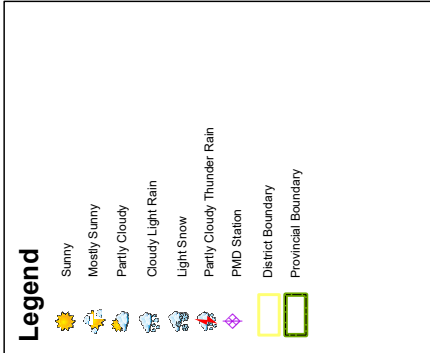 Legend
Sunny
Mostly Sunny
Partly Cloudy
Cloudy Light Rain
Light Snow
Partly Cloudy Thunder Rain
PMD Station
District Boundary
Provincial Boundary